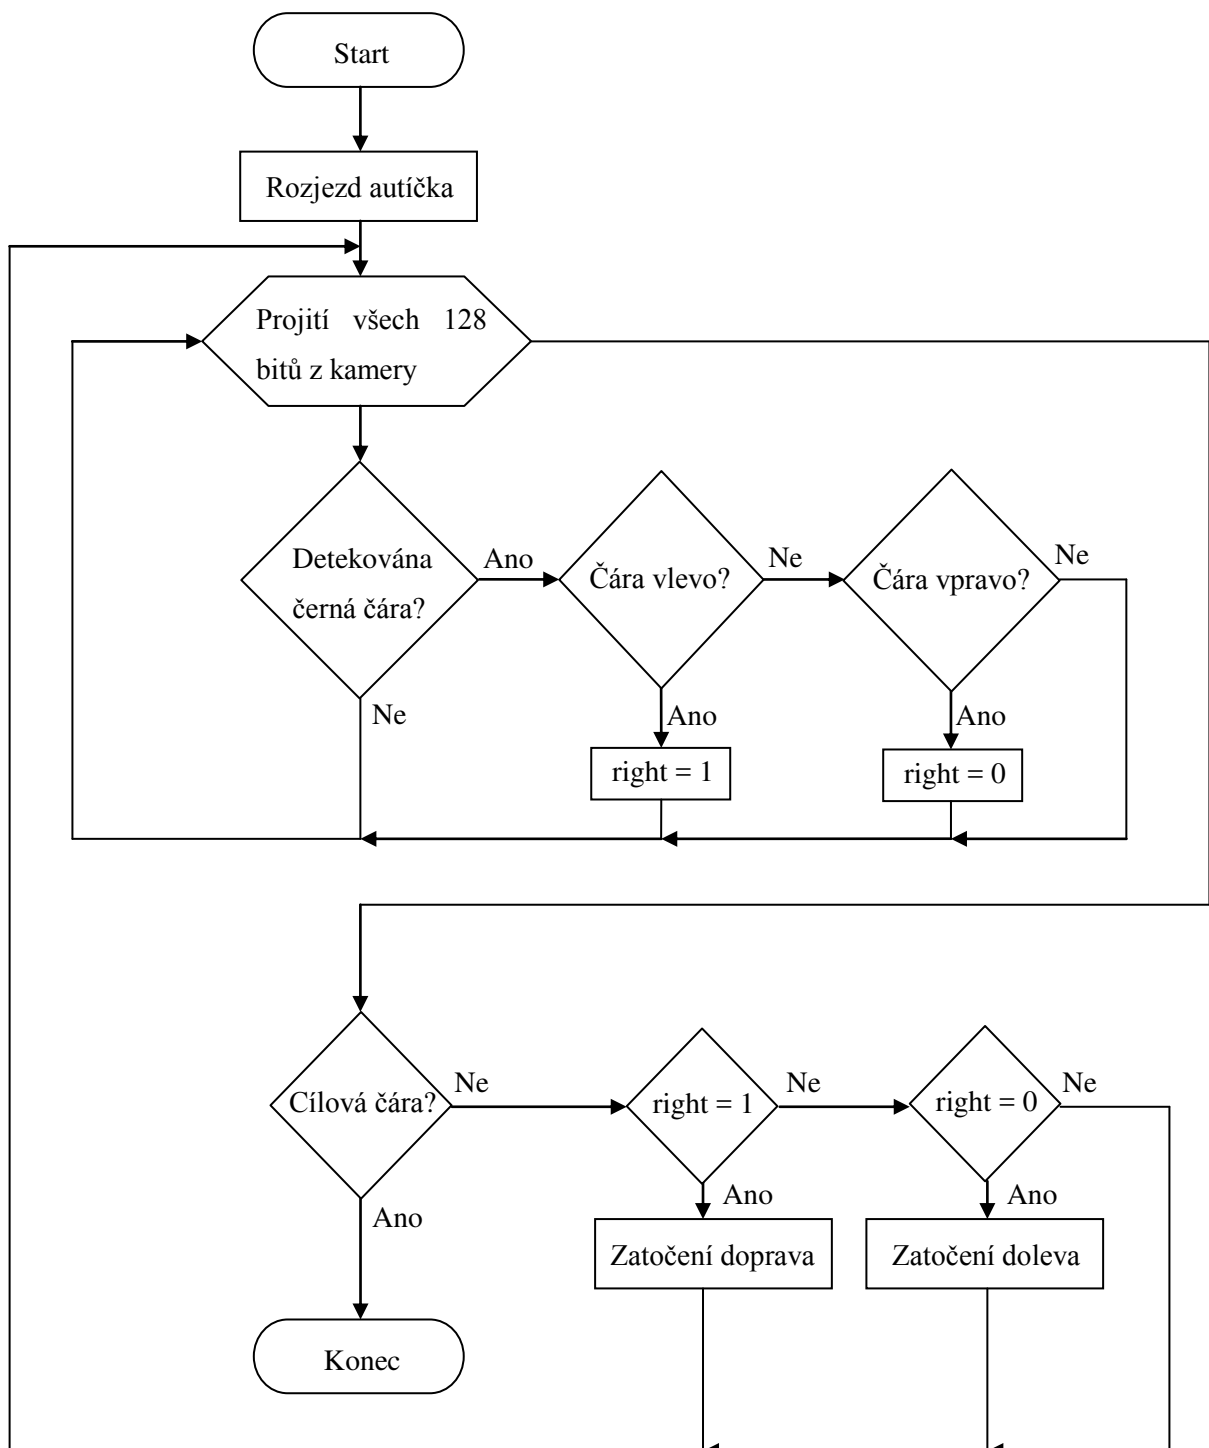 Start
Rozjezd autíčka
Projití všech 128
bitů z kamery
Detekována
černá čára?
Ano
Čára vlevo?
Ne
Čára vpravo?
Ne
Ne
Ano
Ano
right = 1
right = 0
Cílová čára?
Ne
right = 1
Ne
right = 0
Ne
Ano
Ano
Ano
Zatočení doprava
Zatočení doleva
Konec